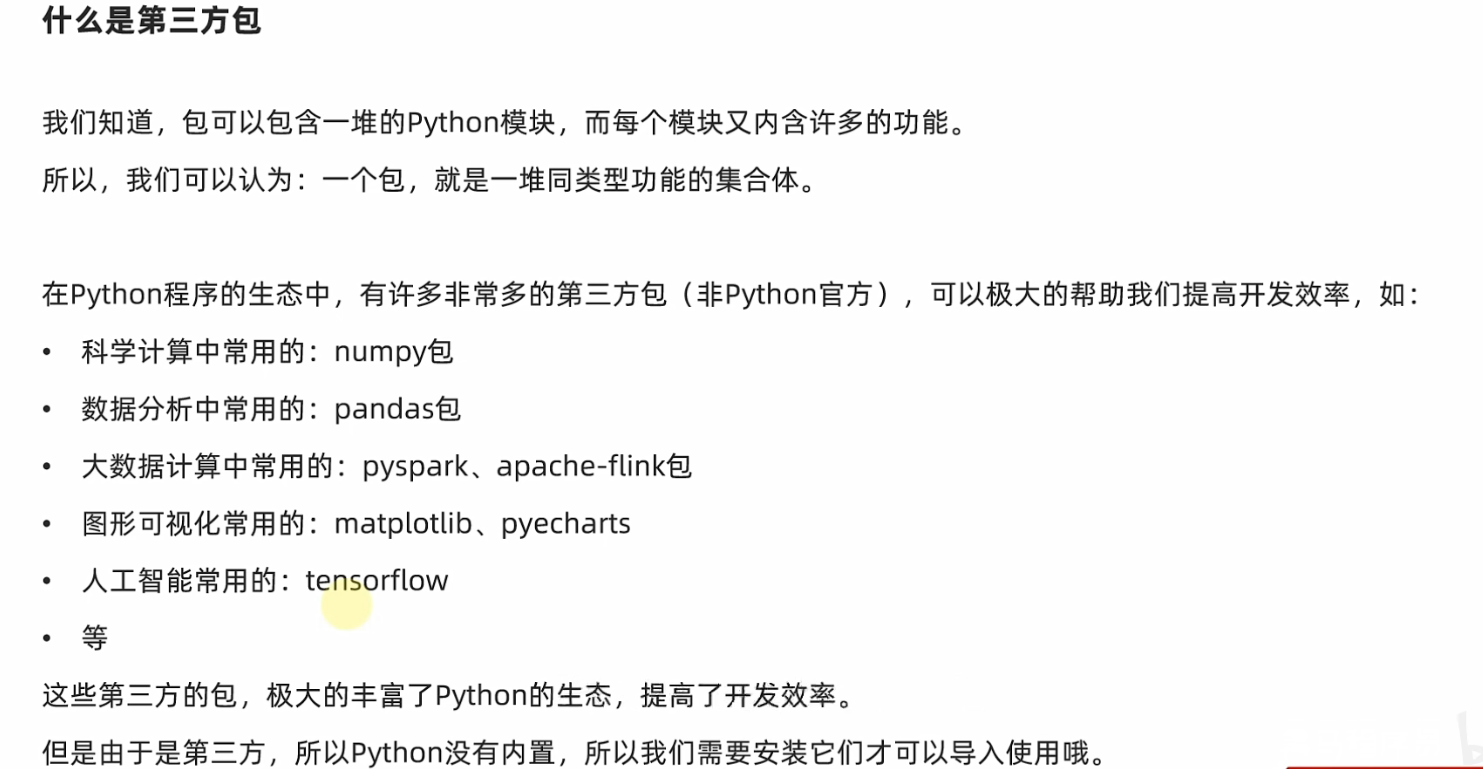 什么是第三方包
我们知道，包可以包含一堆的Python模块，而每个模块又内含许多的功能。
所以，我们可以认为：一个包，就是一堆同类型功能的集合体。
在Python程序的生态中，有许多非常多的第三方包（非Python官方），可以极大的帮助我们提高开发效率，如：
• 科学计算中常用的：numpy包
• 数据分析中常用的：pandas包
• 大数据计算中常用的：pyspark、apache-flink包
• 图形可视化常用的：matplotlib、pyecharts
• 人工智能常用的：tensorflow
• 等
这些第三方的包，极大的丰富了Python的生态，提高了开发效率。
但是由于是第三方，所以Python没有内置，所以我们需要安装它们才可以导入使用哦。